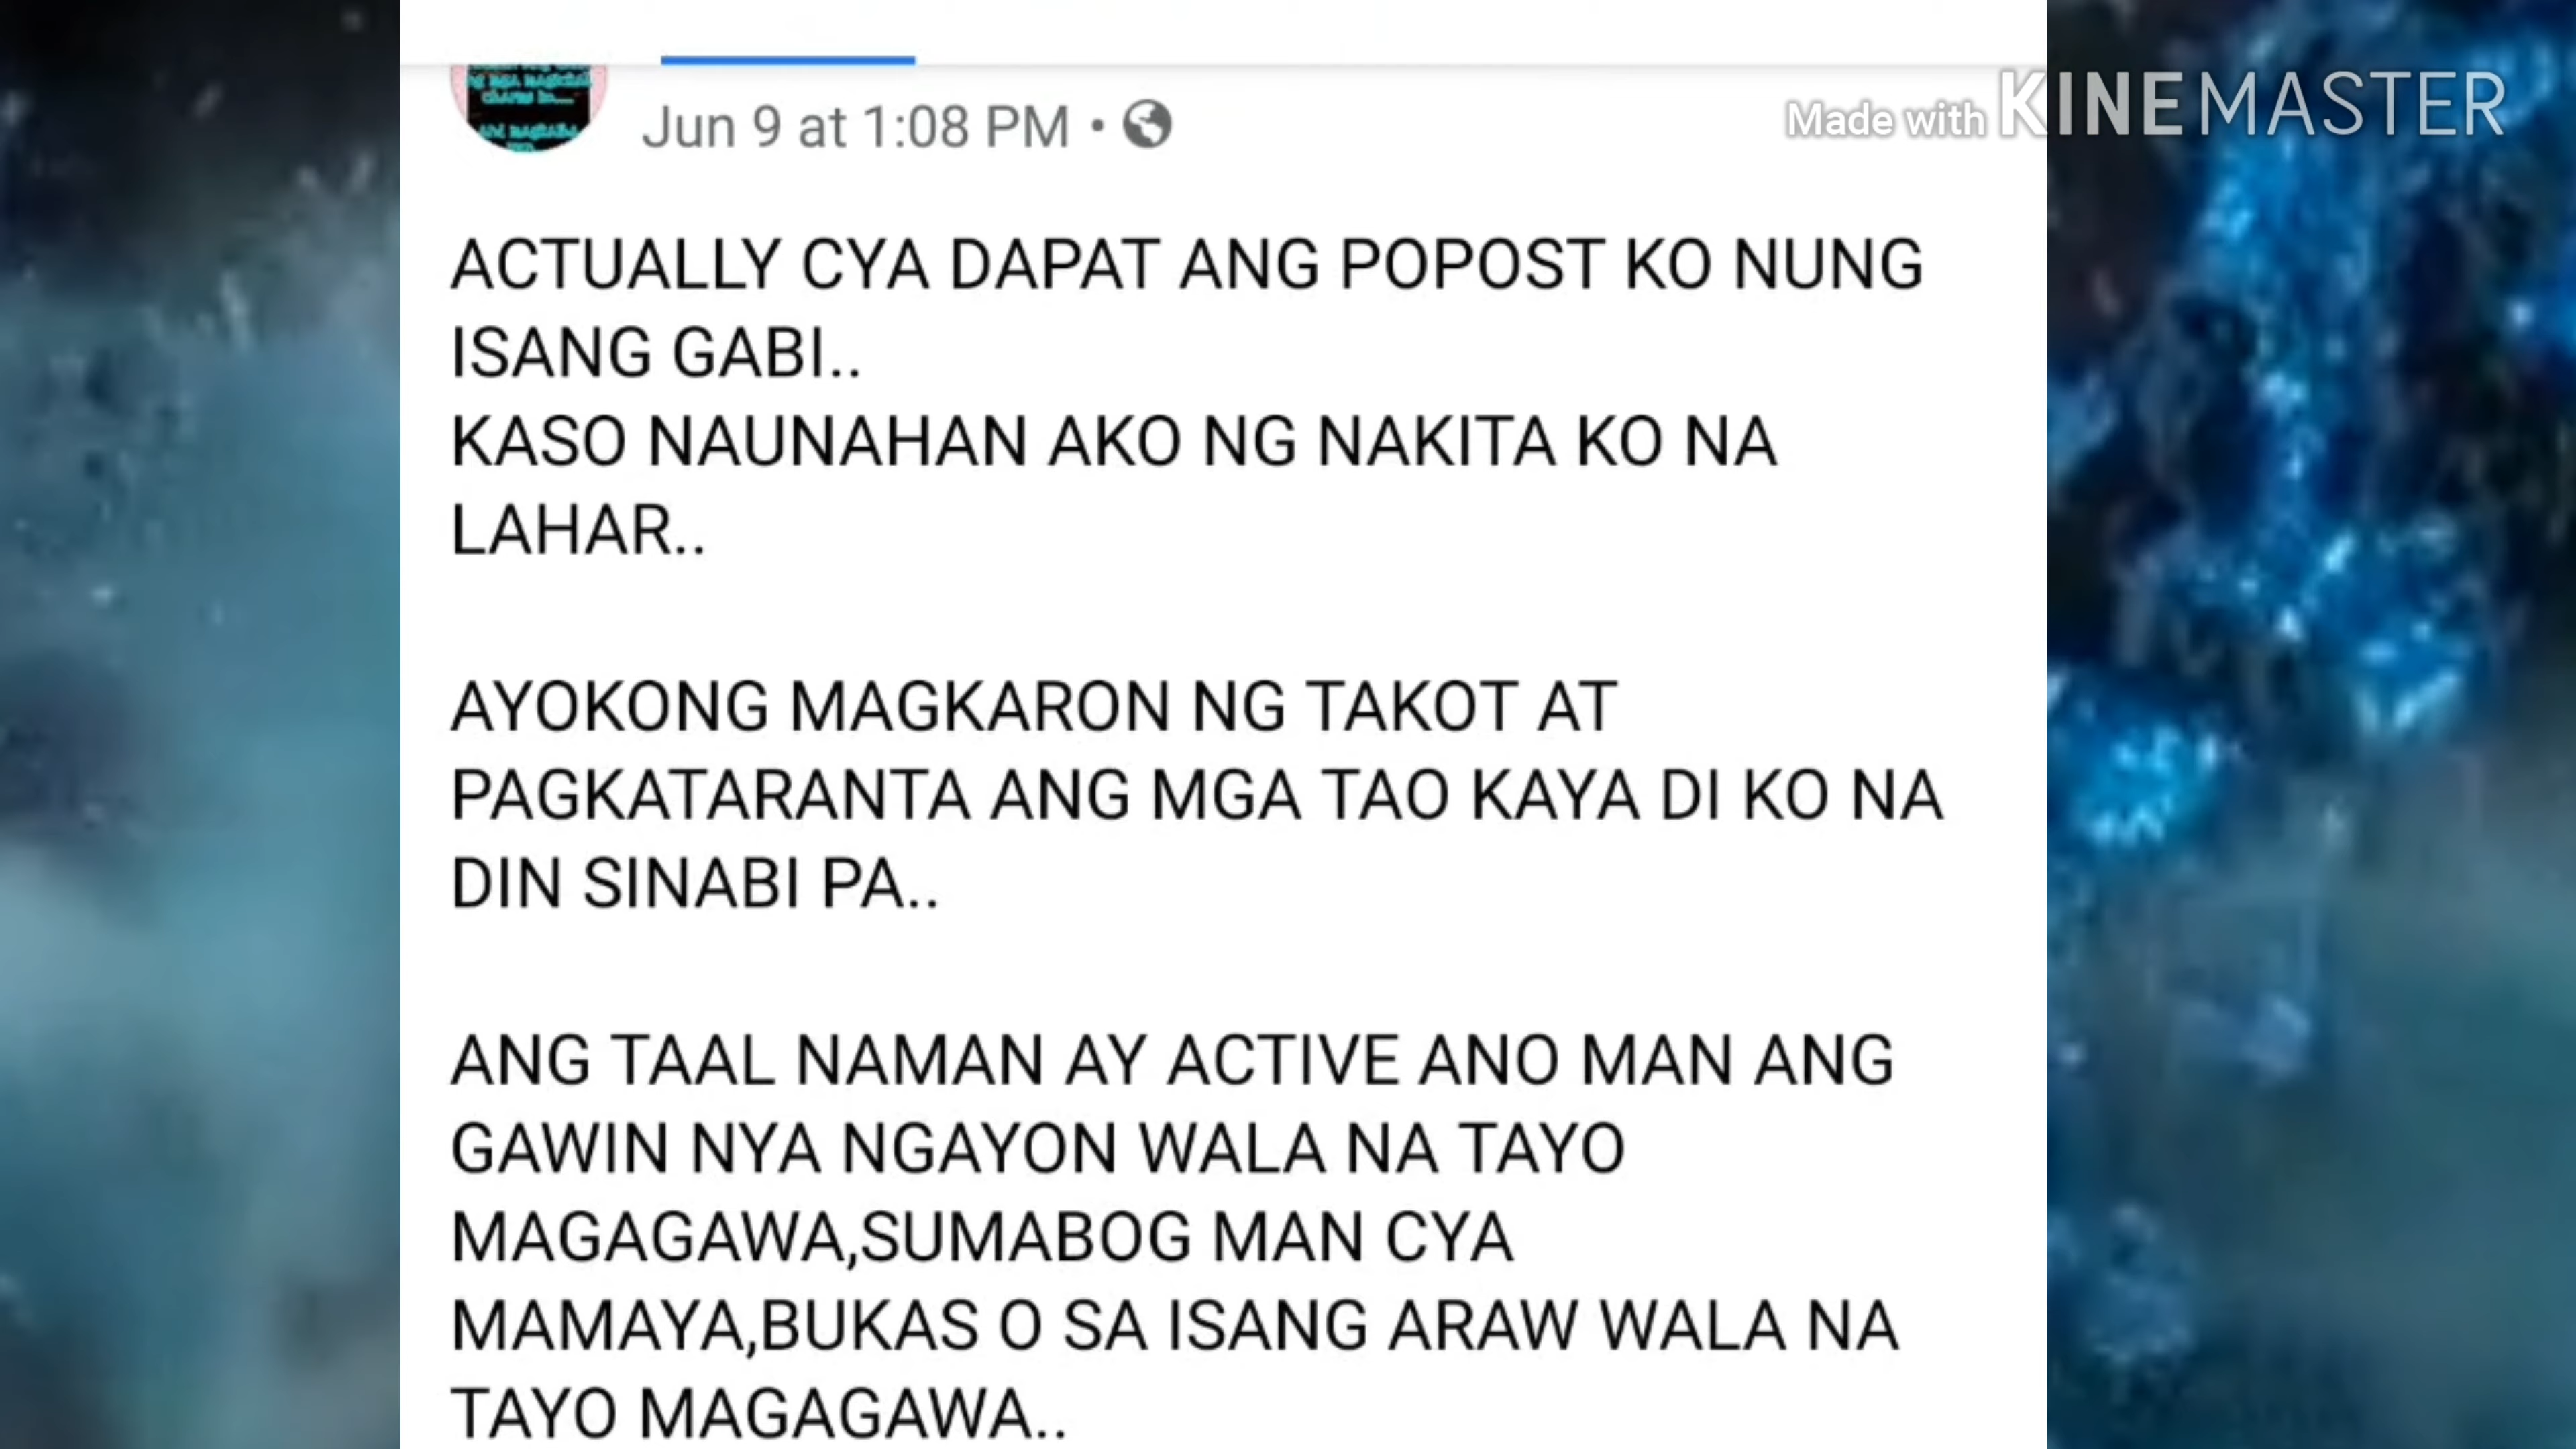 Made with KINEMASTER
Jun 9 at 1:08 PM •
ACTUALLY CYA DAPAT ANG POPOST KO NUNG
ISANG GABI..
KASO NAUNAHAN AKO NG NAKITA KO NA
LAHAR..
AYOKONG MAGKARON NG TAKOT AT
PAGKATARANTA ANG MGA TAO KAYA DI KO NA
DIN SINABI PA..
ANG TAAL NAMAN AY ACTIVE ANO MAN ANG
GAWIN NYA NGAYON WALA NA TAYO
MAGAGAWA,SUMABOG MAN CYA
MAMAYA,BUKAS O SA ISANG ARAW WALA NA
TAYO MAGAGAWA..